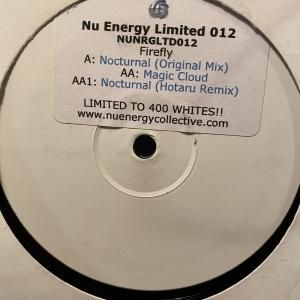 Nu Energy Limited 012
NUNRGLTD012
Firefly
A: Nocturnal (Original Mix)
AA: Magic Cloud
AA1: Nocturnal (Hotaru Remix)
LIMITED TO 400 WHITES!!
www.nuenergycollective.com